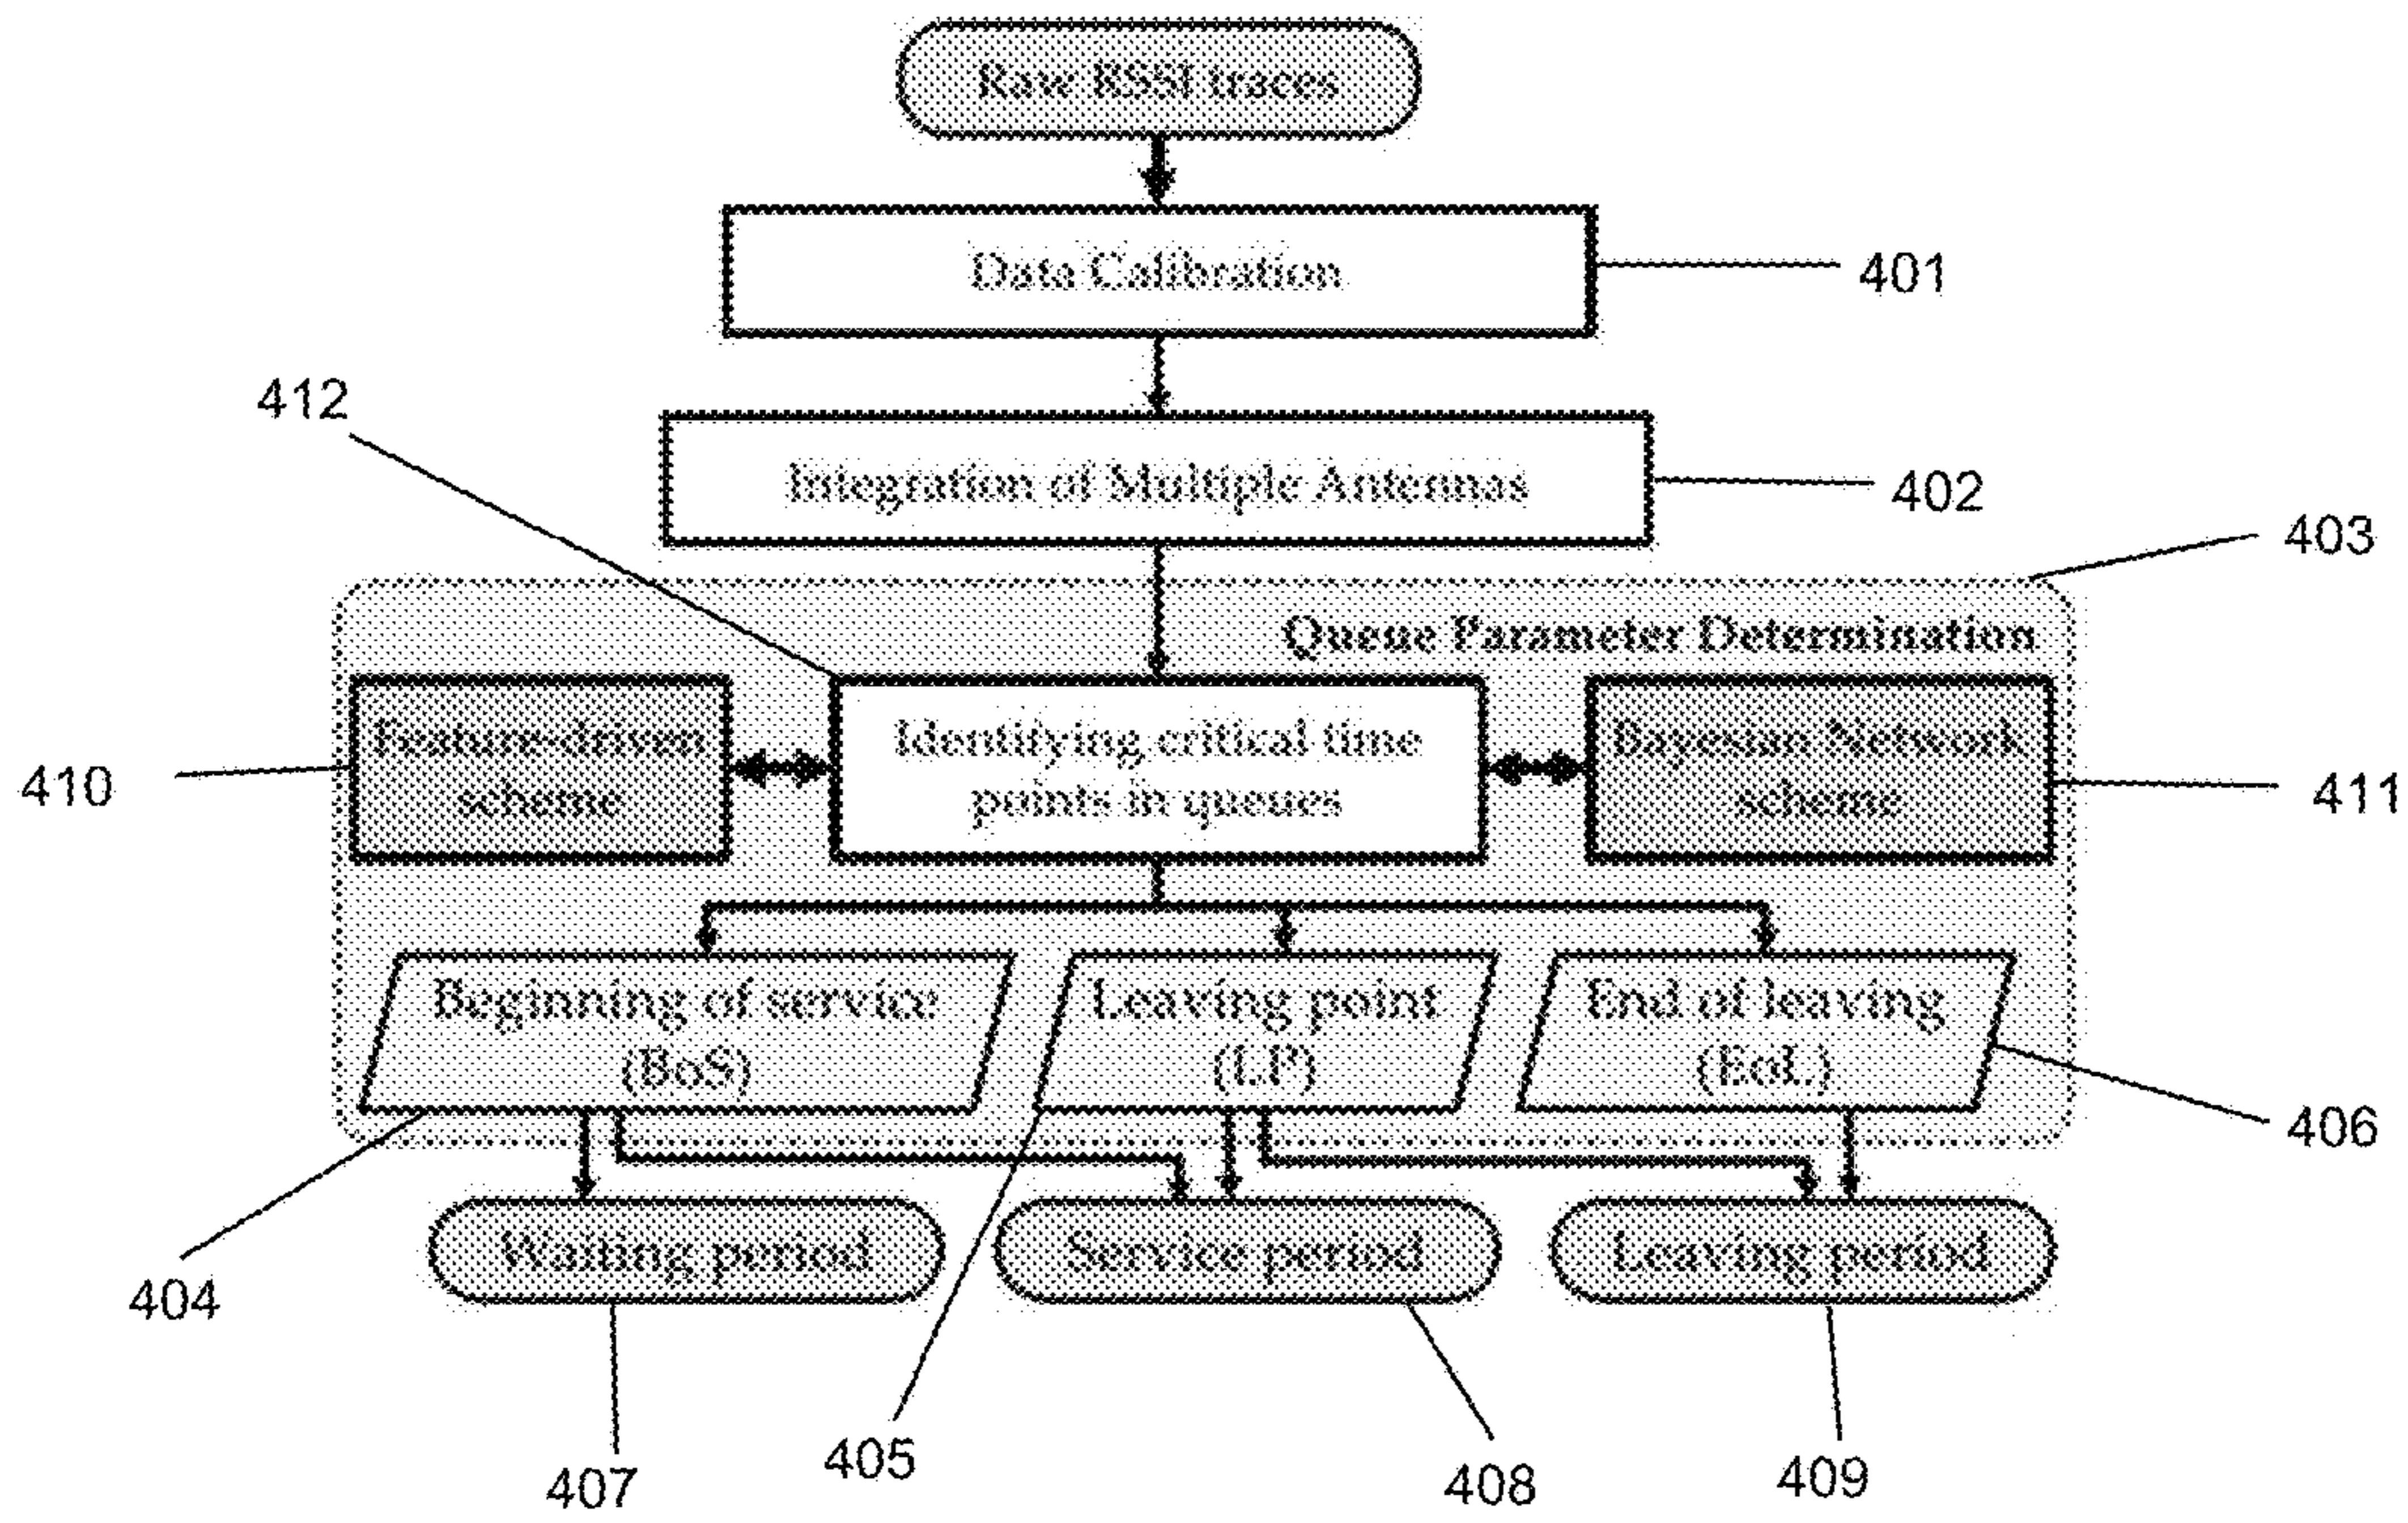 Raw RSSI traces
Data Calibration
401
412
Integration of Multiple Antennas
402
403
Queue Parameter Determination
Feature-driven
scheme
Identifying critical time
points in queues
Bayesian Network
scheme
410
411
Beginning of service
(BoS)
Leaving point
(LP)
End of leaving
(EoL)
406
Waiting period
Service period
Leaving period
404
405
407
408
409